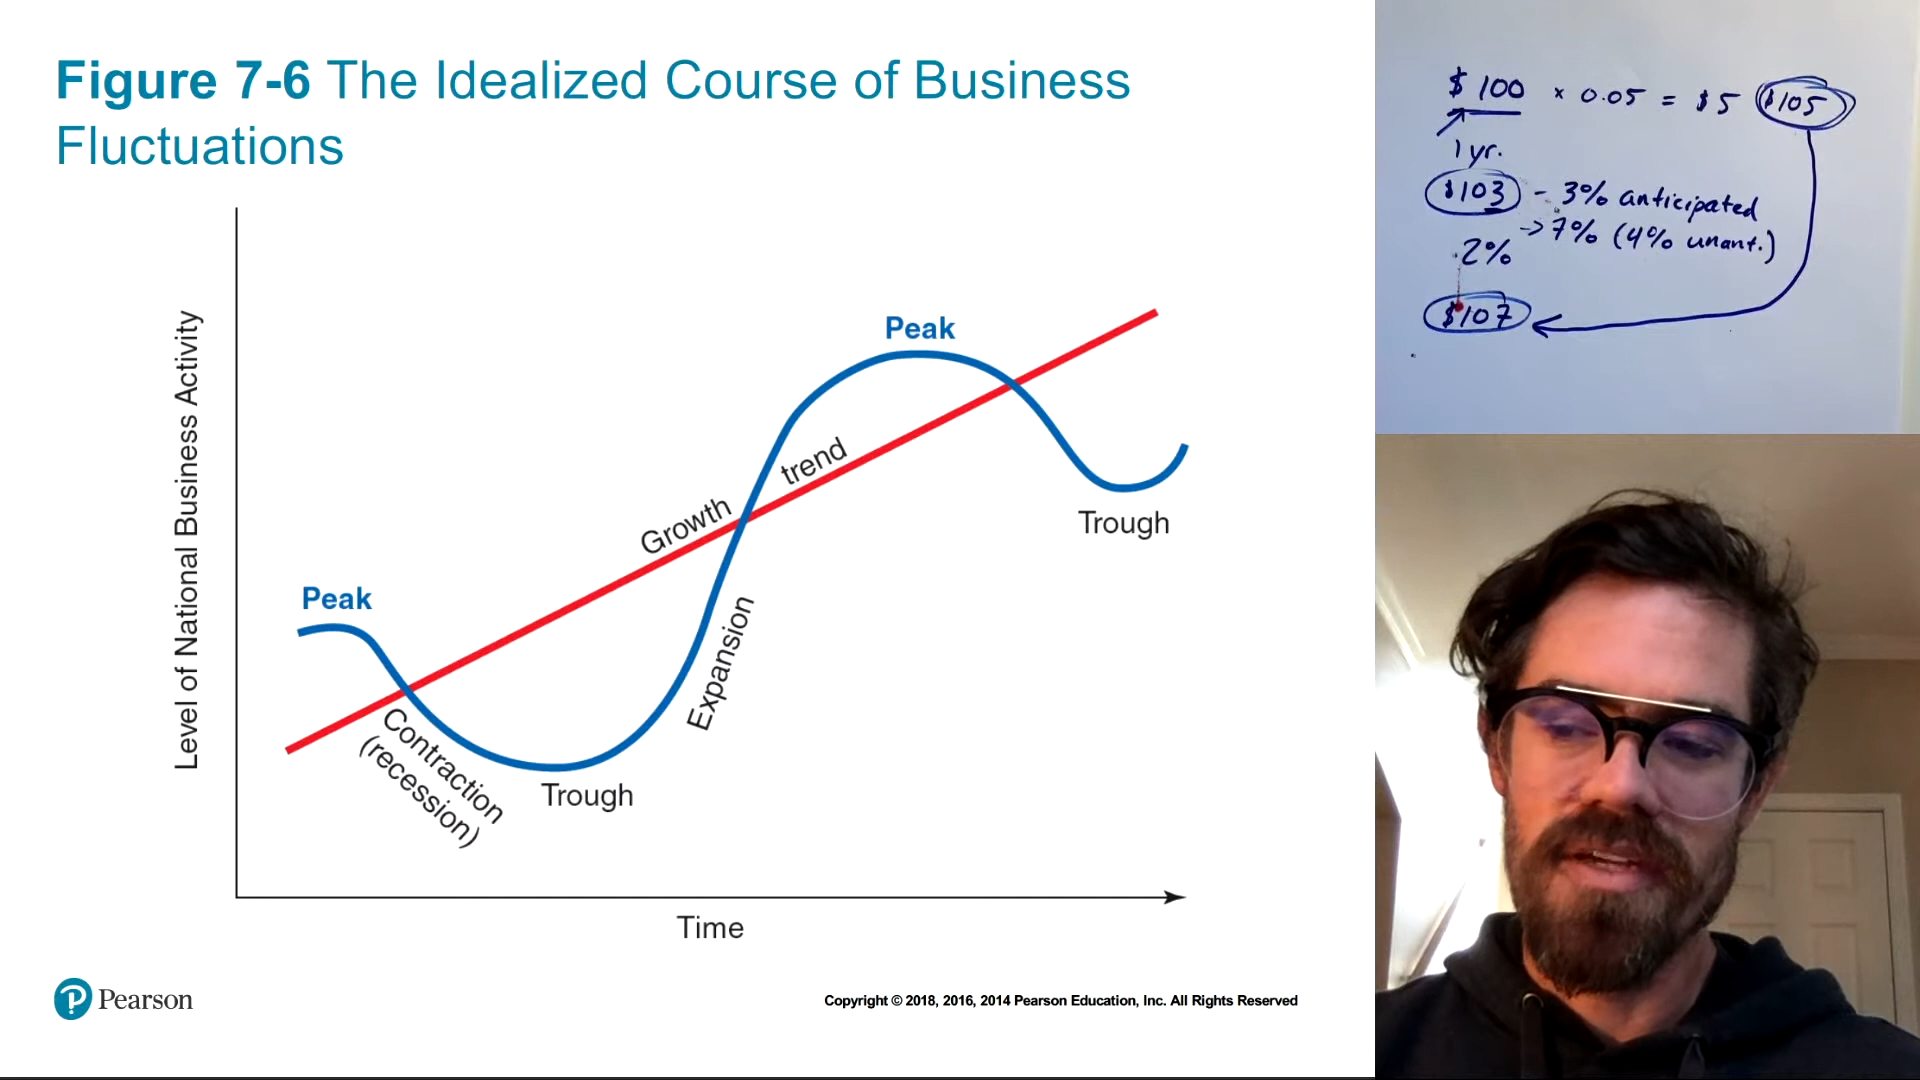 Figure 7-6 The Idealized Course of Business
Fluctuations
Level of National Business Activity
Peak
Contraction
(recession)
Trough
Growth trend
Expansion
Peak
Trough
Time
Pearson
Copyright © 2018, 2016, 2014 Pearson Education, Inc. All Rights Reserved
$100 × 0.05 = $5 $105
1 yr.
$103 - 3% anticipated
→ 7% (4% unant.)
2%
$107